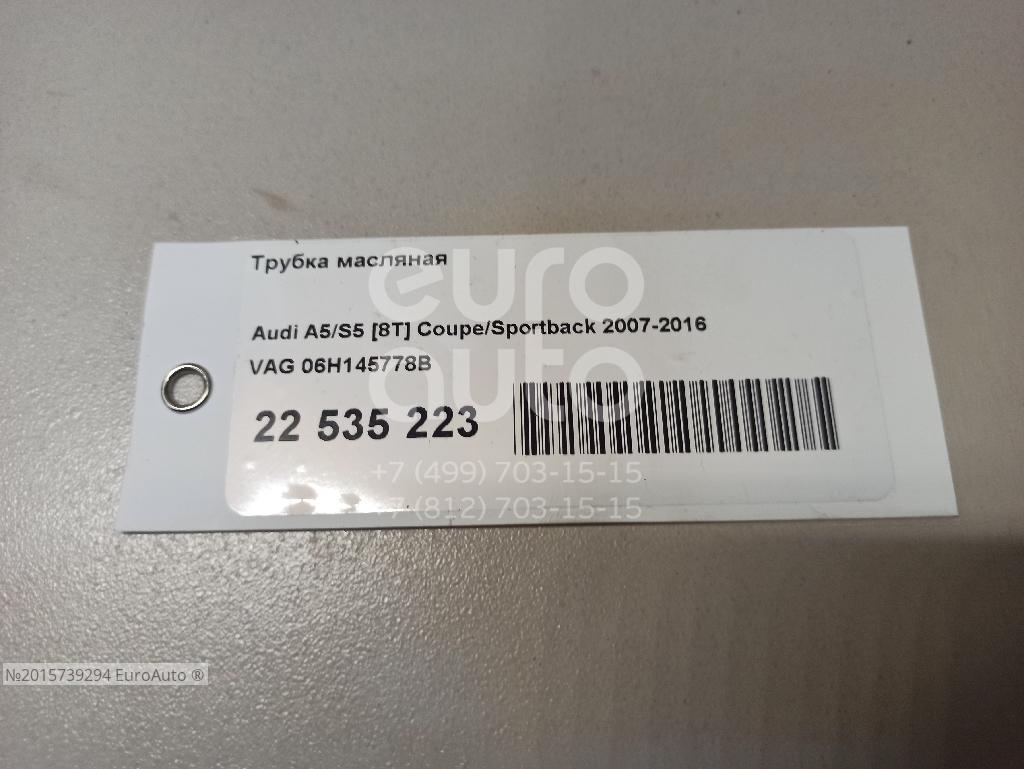 Трубка масляная
euro
auto
Audi A5/S5 [8T] Coupe/Sportback 2007-2016
VAG 06H145778B
22 535 223
+7 (499) 703-15-15
+7 (812) 703-15-15
№2015739294 EuroAuto ®